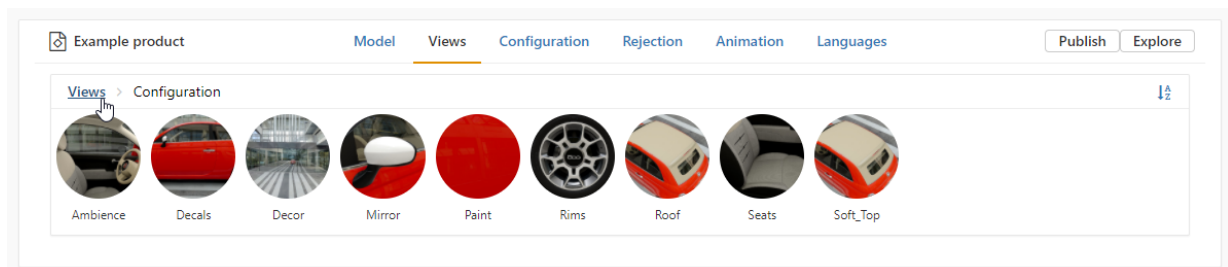 Example product Model Views Configuration Rejection Animation Languages Publish Explore
Views > Configuration
Ambience Decals Decor Mirror Paint Rims Roof Seats Soft_Top